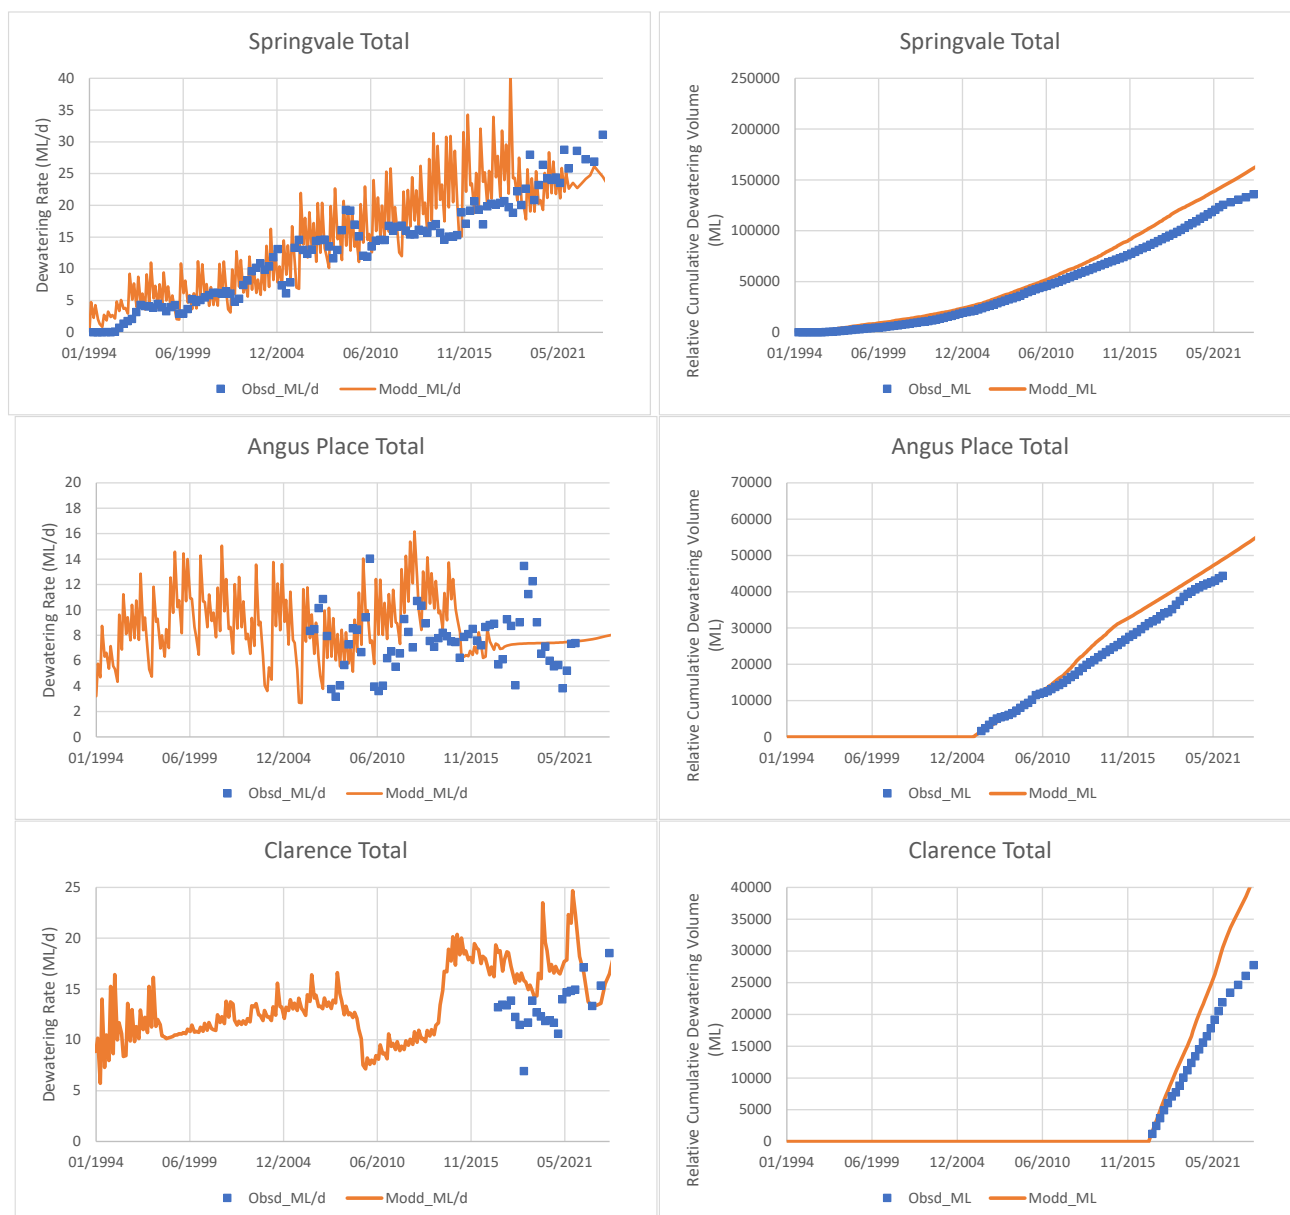 Springvale Total
Dewatering Rate (ML/d)
40
35
30
25
20
15
10
5
0
01/1994 06/1999 12/2004 06/2010 11/2015 05/2021
Obsd_ML/d Modd_ML/d
Springvale Total
Relative Cumulative Dewatering Volume
(ML)
250000
200000
150000
100000
50000
0
01/1994 06/1999 12/2004 06/2010 11/2015 05/2021
Obsd_ML Modd_ML
Angus Place Total
Dewatering Rate (ML/d)
20
18
16
14
12
10
8
6
4
2
0
01/1994 06/1999 12/2004 06/2010 11/2015 05/2021
Obsd_ML/d Modd_ML/d
Angus Place Total
Relative Cumulative Dewatering Volume
(ML)
70000
60000
50000
40000
30000
20000
10000
0
01/1994 06/1999 12/2004 06/2010 11/2015 05/2021
Obsd_ML Modd_ML
Clarence Total
Dewatering Rate (ML/d)
25
20
15
10
5
0
01/1994 06/1999 12/2004 06/2010 11/2015 05/2021
Obsd_ML/d Modd_ML/d
Clarence Total
Relative Cumulative Dewatering Volume
(ML)
40000
35000
30000
25000
20000
15000
10000
5000
0
01/1994 06/1999 12/2004 06/2010 11/2015 05/2021
Obsd_ML Modd_ML